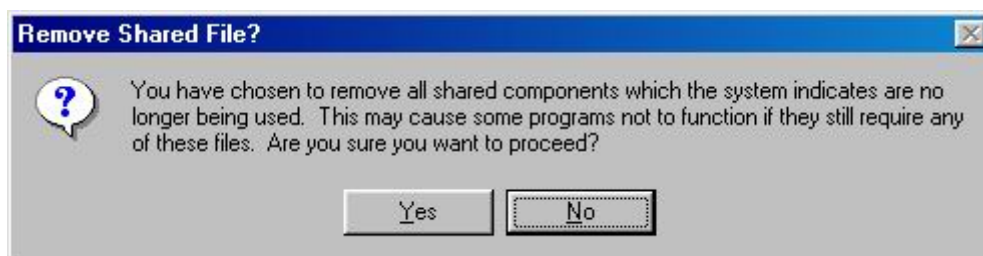 Remove Shared File?
You have chosen to remove all shared components which the system indicates are no
longer being used.  This may cause some programs not to function if they still require any
of these files.  Are you sure you want to proceed?
Yes
No